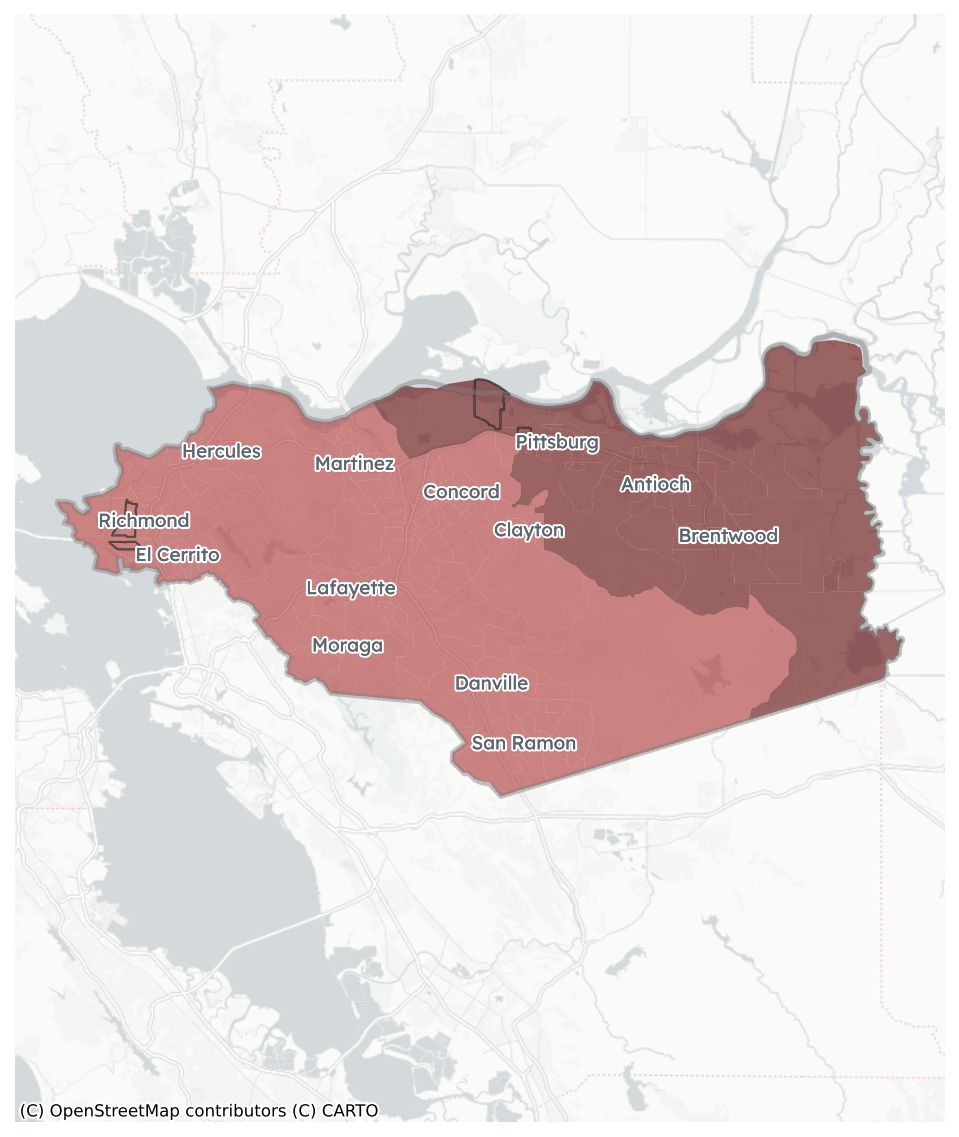 Hercules
Martinez
Pittsburg
Concord
Antioch
Richmond
Clayton
Brentwood
El Cerrito
Lafayette
Moraga
Danville
San Ramon
(C) OpenStreetMap contributors (C) CARTO